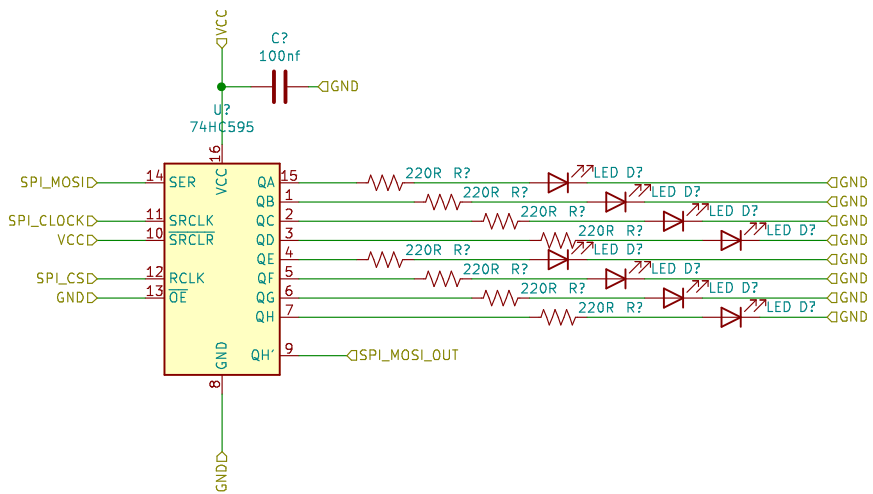 VCC
C?
100nf
GND
U?
74HC595
16
VCC
SPI_MOSI 14 SER QA 15 220R R? LED D? GND
QB 1 220R R? LED D? GND
SPI_CLOCK 11 SRCLK QC 2 220R R? LED D? GND
VCC 10 SRCLR QD 3 220R R? LED D? GND
QE 4 220R R? LED D? GND
SPI_CS 12 RCLK QF 5 220R R? LED D? GND
GND 13 OE QG 6 220R R? LED D? GND
QH 7 220R R? LED D? GND
GND QH' 9 SPI_MOSI_OUT
8
GND